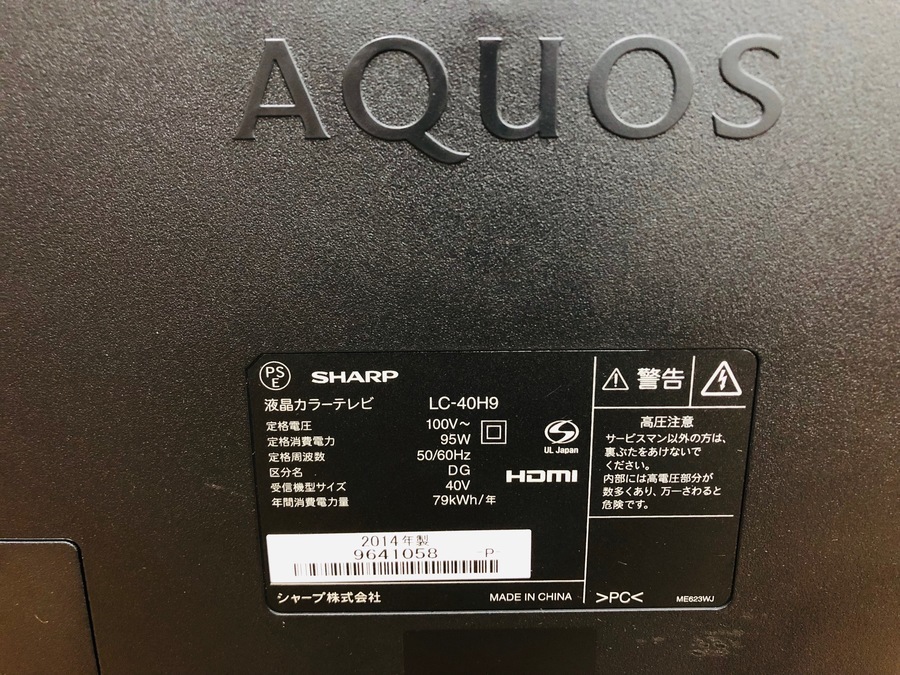 AQUOS
PS
E
SHARP
液晶カラーテレビ LC-40H9
定格電圧 100V～
定格消費電力 95W
定格周波数 50/60Hz
区分名 DG
受信機型サイズ 40V
年間消費電力量 79kWh/年
UL Japan
HDMI
2014年製
9641058 -P-
シャープ株式会社 MADE IN CHINA
警告
高圧注意
サービスマン以外の方は、
裏ぶたをあけないで
ください。
内部には高電圧部分が
数多くあり、万一さわると
危険です。
>PC< ME623WJ